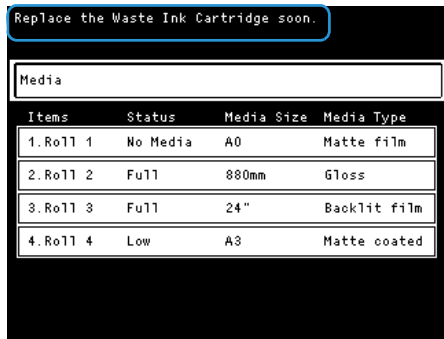 Replace the Waste Ink Cartridge soon.
Media
Items Status Media Size Media Type
1.Roll 1 No Media A0 Matte film
2.Roll 2 Full 880mm Gloss
3.Roll 3 Full 24" Backlit film
4.Roll 4 Low A3 Matte coated